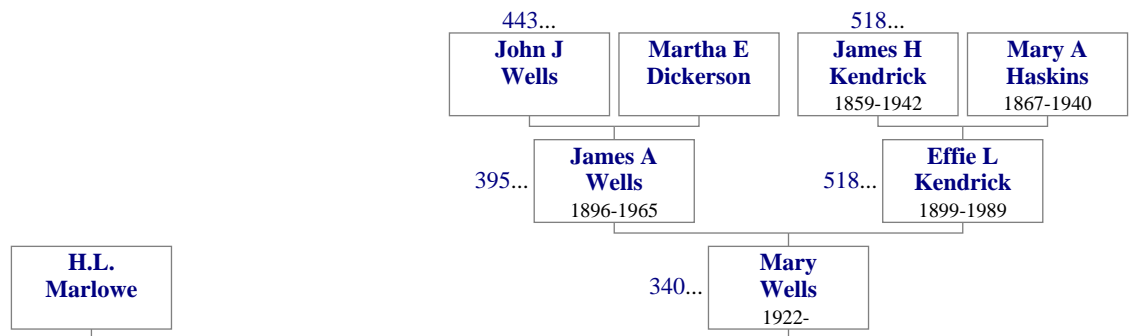 443...
518...
John J
Wells
Martha E
Dickerson
James H
Kendrick
1859-1942
Mary A
Haskins
1867-1940
395...
James A
Wells
1896-1965
518...
Effie L
Kendrick
1899-1989
H.L.
Marlowe
340...
Mary
Wells
1922-